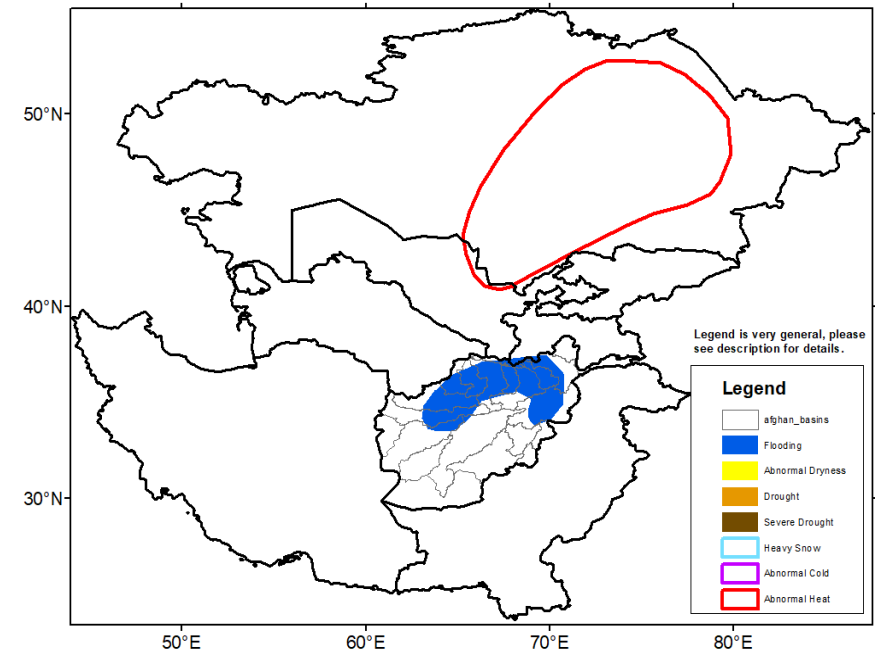 50°N
40°N
30°N
50°E
60°E
70°E
80°E
Legend is very general, please
see description for details.
Legend
afghan_basins
Flooding
Abnormal Dryness
Drought
Severe Drought
Heavy Snow
Abnormal Cold
Abnormal Heat